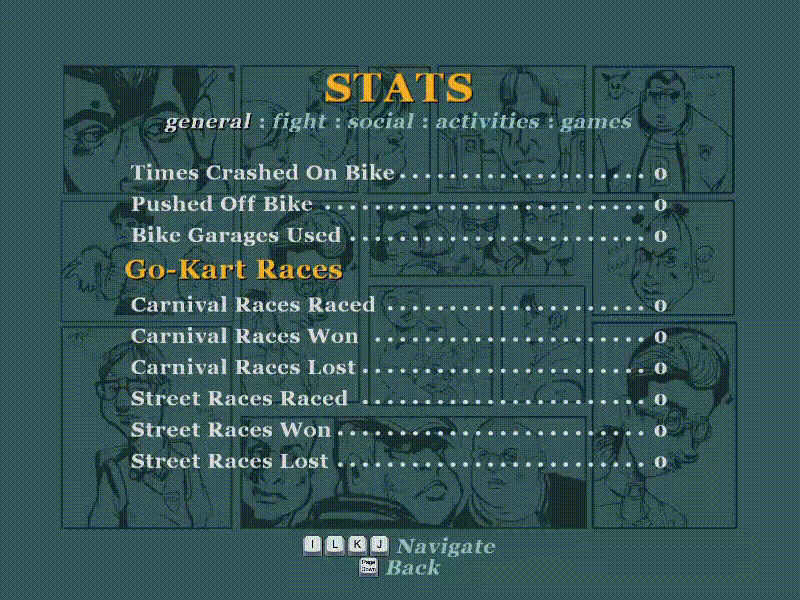 STATS
general : fight : social : activities : games
Times Crashed On Bike.................... 0
Pushed Off Bike .......................... 0
Bike Garages Used ........................ 0
Go-Kart Races
Carnival Races Raced ..................... 0
Carnival Races Won ...................... 0
Carnival Races Lost ....................... 0
Street Races Raced ....................... 0
Street Races Won ......................... 0
Street Races Lost ......................... 0
I L K J Navigate
Page Down Back